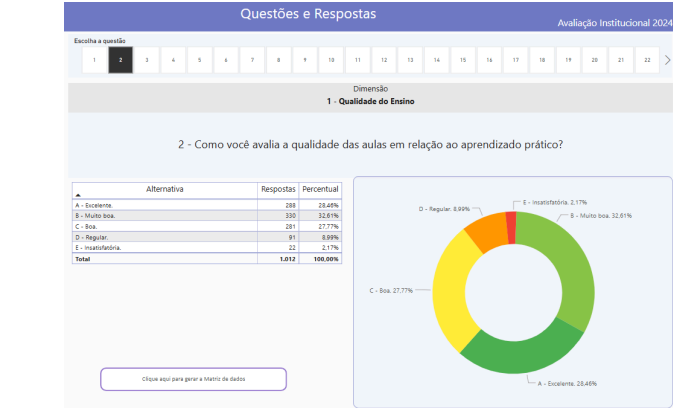 Questões e Respostas
Avaliação Institucional 2024
Escolha a questão
1 2 3 4 5 6 7 8 9 10 11 12 13 14 15 16 17 18 19 20 21 22
Dimensão
1 - Qualidade do Ensino
2 - Como você avalia a qualidade das aulas em relação ao aprendizado prático?
Alternativa Respostas Percentual
A - Excelente. 288 28,46%
B - Muito boa. 330 32,61%
C - Boa. 281 27,77%
D - Regular. 91 8,99%
E - Insatisfatória. 22 2,17%
Total 1.012 100,00%
E - Insatisfatória. 2,17%
D - Regular. 8,99%
B - Muito boa. 32,61%
C - Boa. 27,77%
A - Excelente. 28,46%
Clique aqui para gerar a Matriz de dados